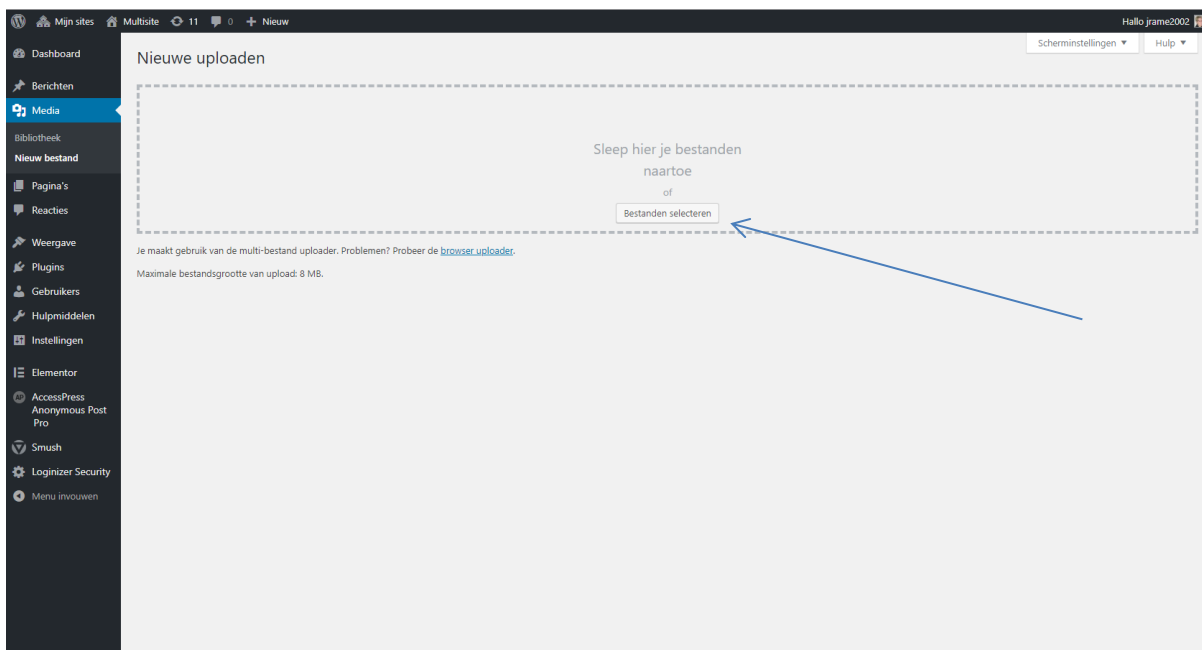 Mijn sites Multisite 11 0 Nieuw Hallo jrame2002
Dashboard
Berichten
Media
Bibliotheek
Nieuw bestand
Pagina's
Reacties
Weergave
Plugins
Gebruikers
Hulpmiddelen
Instellingen
Elementor
AccessPress
Anonymous Post
Pro
Smush
Loginizer Security
Menu invouwen
Scherminstellingen Hulp
Nieuwe uploaden
Sleep hier je bestanden
naartoe
of
Bestanden selecteren
Je maakt gebruik van de multi-bestand uploader. Problemen? Probeer de browser uploader.
Maximale bestandsgrootte van upload: 8 MB.